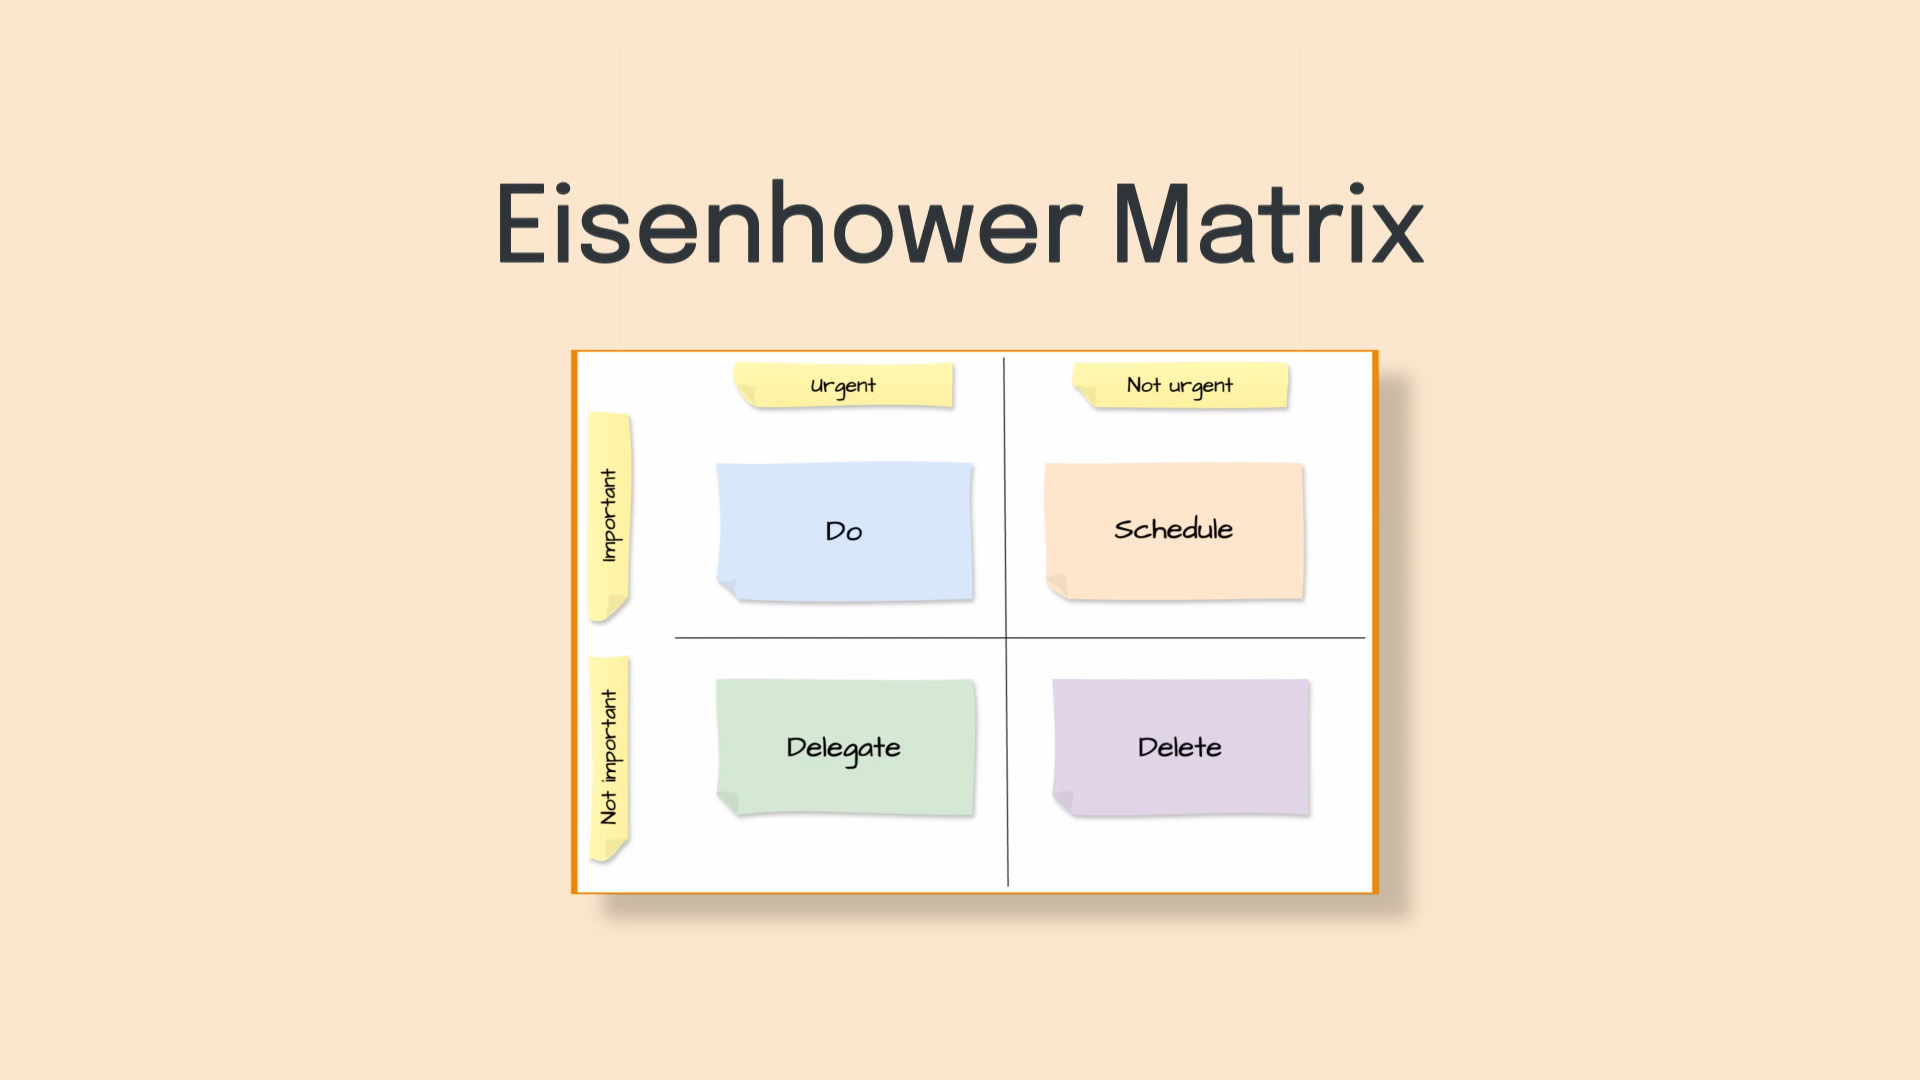 Eisenhower Matrix
Urgent
Not urgent
Important
Do
Schedule
Not important
Delegate
Delete